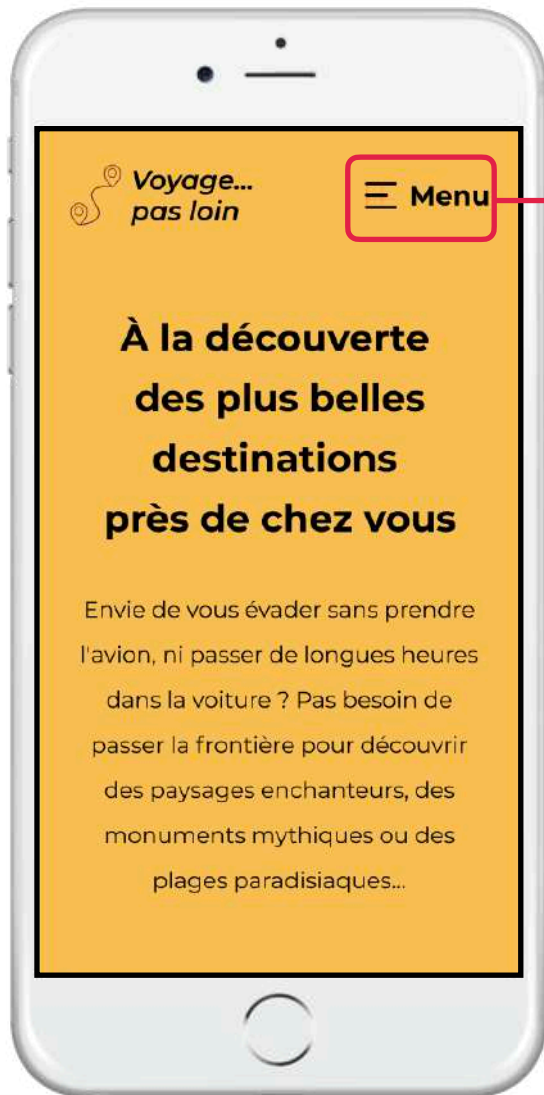 Voyage...
pas loin
Menu
À la découverte
des plus belles
destinations
près de chez vous
Envie de vous évader sans prendre
l'avion, ni passer de longues heures
dans la voiture ? Pas besoin de
passer la frontière pour découvrir
des paysages enchanteurs, des
monuments mythiques ou des
plages paradisiaques...